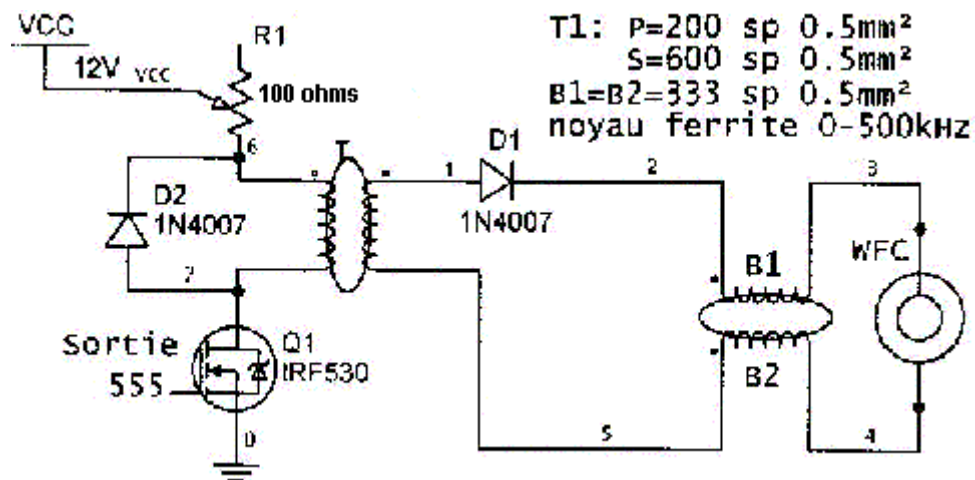 VCC
12V VCC
R1
100 ohms
T1: P=200 sp 0.5mm²
S=600 sp 0.5mm²
B1=B2=333 sp 0.5mm²
noyau ferrite 0-500kHz
6
T
D1
1
2
3
1N4007
D2
1N4007
7
WFC
B1
B2
Sortie
555
Q1
IRF530
0
5
4